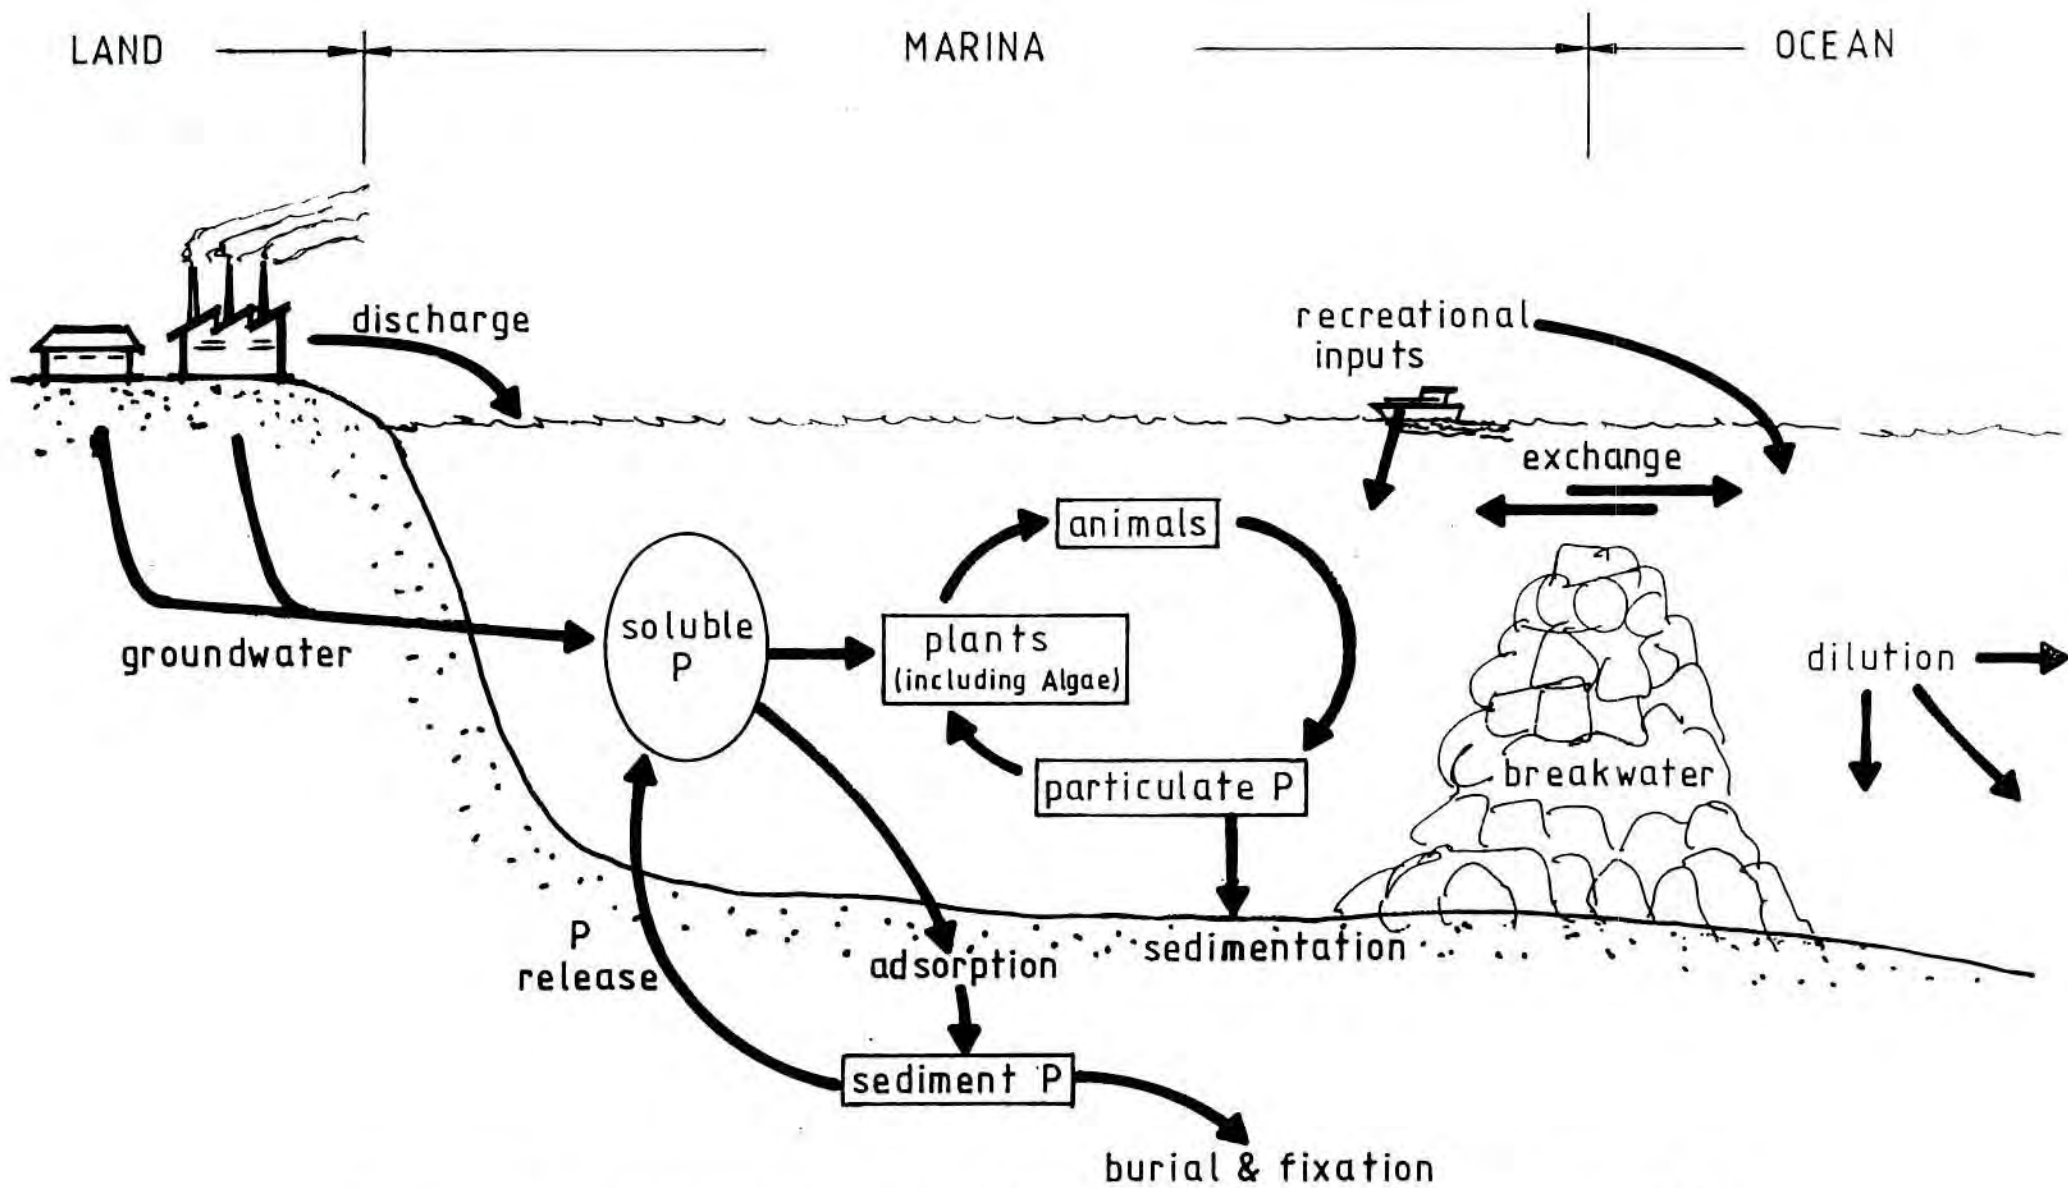 LAND
MARINA
OCEAN
discharge
recreational
inputs
exchange
animals
soluble
P
plants
(including Algae)
groundwater
dilution
particulate P
breakwater
P
release
adsorption
sedimentation
sediment P
burial & fixation